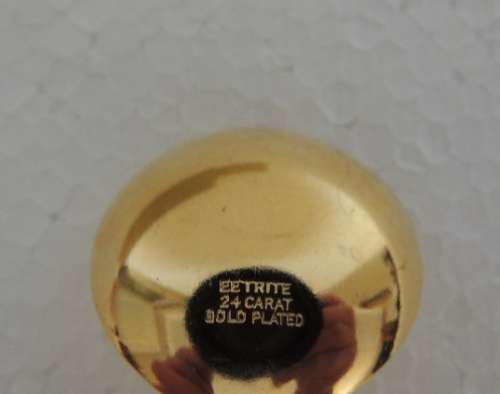 EETRITE
24 CARAT
GOLD PLATED